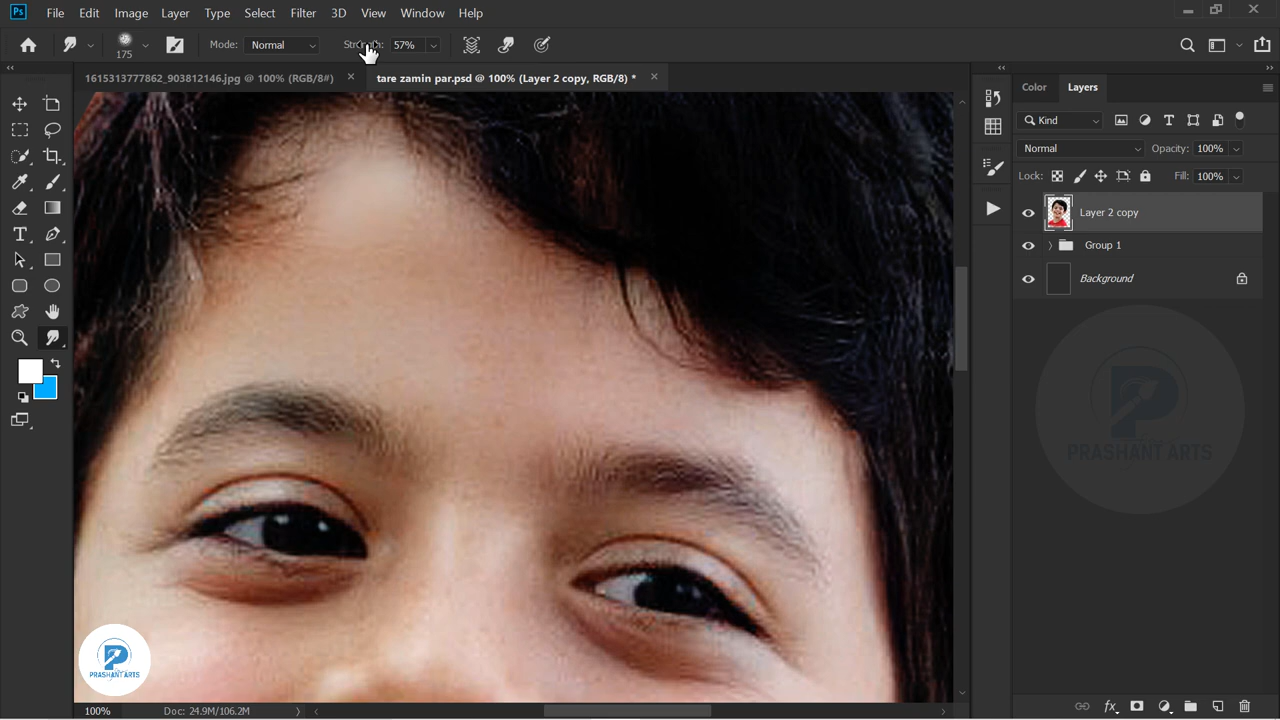 Ps File Edit Image Layer Type Select Filter 3D View Window Help
175 Mode: Normal 57%
1615313777862_903812146.jpg @ 100% (RGB/8#) tare zamin par.psd @ 100% (Layer 2 copy, RGB/8) *
Color Layers
Kind
Normal Opacity: 100%
Lock: Fill: 100%
Layer 2 copy
Group 1
Background
PRASHANT ARTS
PRASHANT ARTS
100% Doc: 24.9M/106.2M